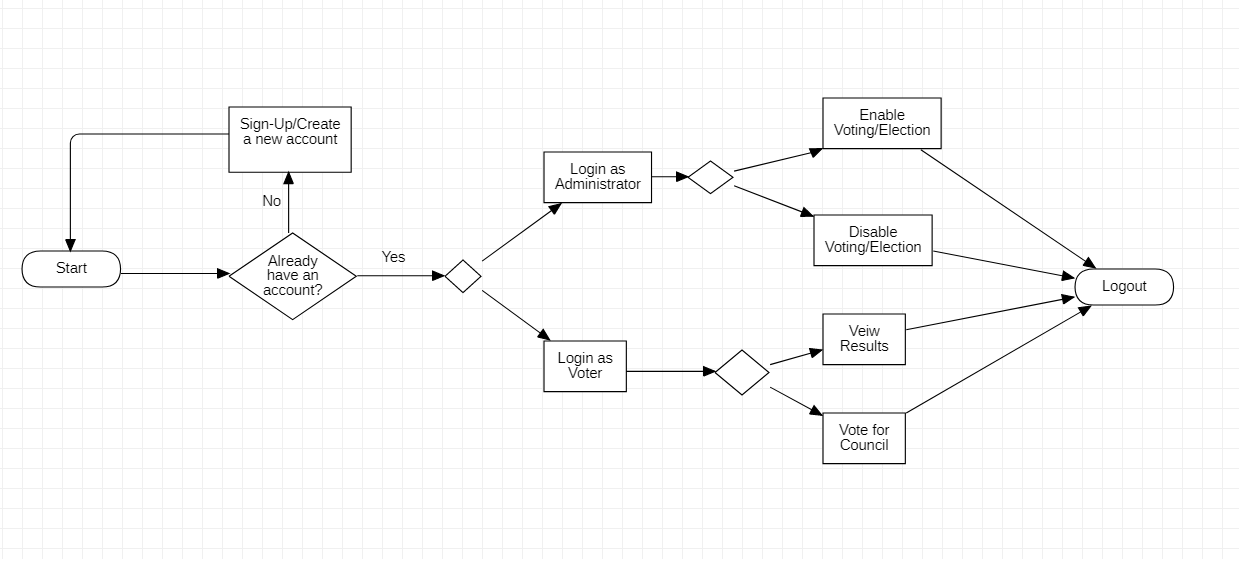 Sign-Up/Create
a new account
No
Start
Already
have an
account?
Yes
Login as
Administrator
Login as
Voter
Enable
Voting/Election
Disable
Voting/Election
Veiw
Results
Vote for
Council
Logout